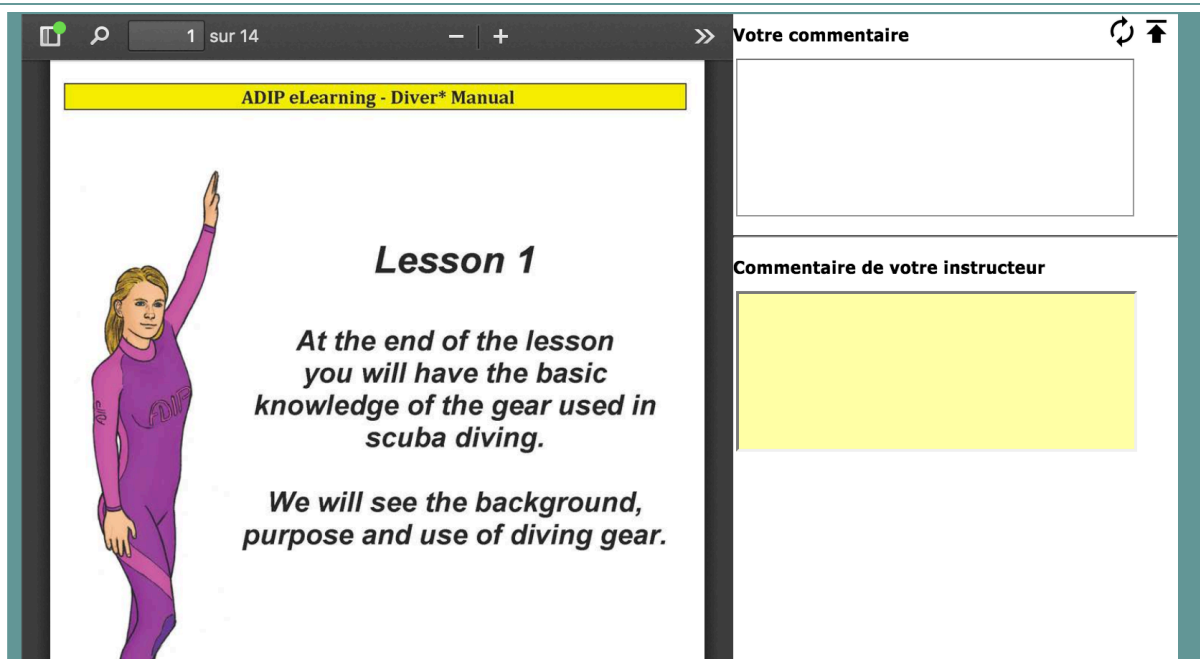 1 sur 14
ADIP eLearning - Diver* Manual
Lesson 1
At the end of the lesson
you will have the basic
knowledge of the gear used in
scuba diving.
We will see the background,
purpose and use of diving gear.
ADIP
ADIP
Votre commentaire
Commentaire de votre instructeur